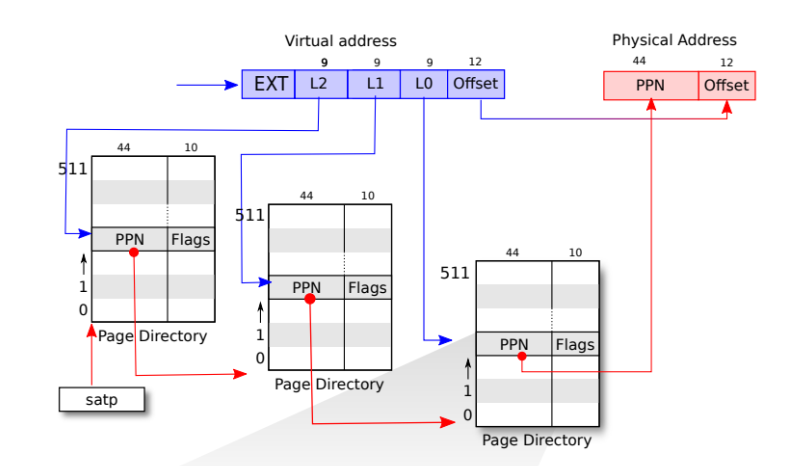 Virtual address
Physical Address
9 9 9 12
44 12
EXT L2 L1 L0 Offset
PPN Offset
44 10
511
PPN Flags
1
0
Page Directory
satp
44 10
511
PPN Flags
1
0
Page Directory
44 10
511
PPN Flags
1
0
Page Directory